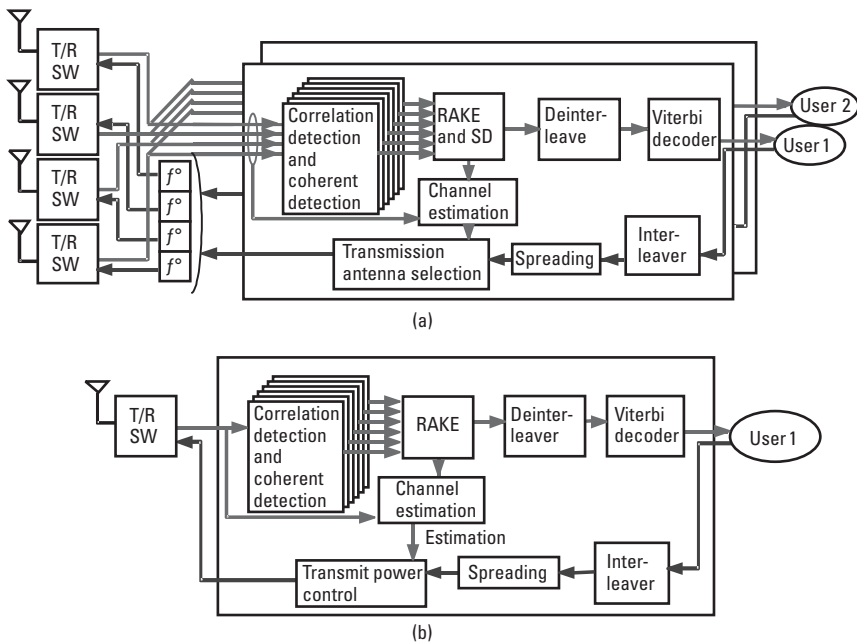 T/R
SW
T/R
SW
T/R
SW
T/R
SW
f°
f°
f°
f°
Correlation
detection
and
coherent
detection
RAKE
and SD
Deinter-
leave
Viterbi
decoder
User 2
User 1
Channel
estimation
Transmission
antenna selection
Spreading
Inter-
leaver
(a)
T/R
SW
Correlation
detection
and
coherent
detection
RAKE
Deinter-
leaver
Viterbi
decoder
User 1
Channel
estimation
Estimation
Transmit power
control
Spreading
Inter-
leaver
(b)